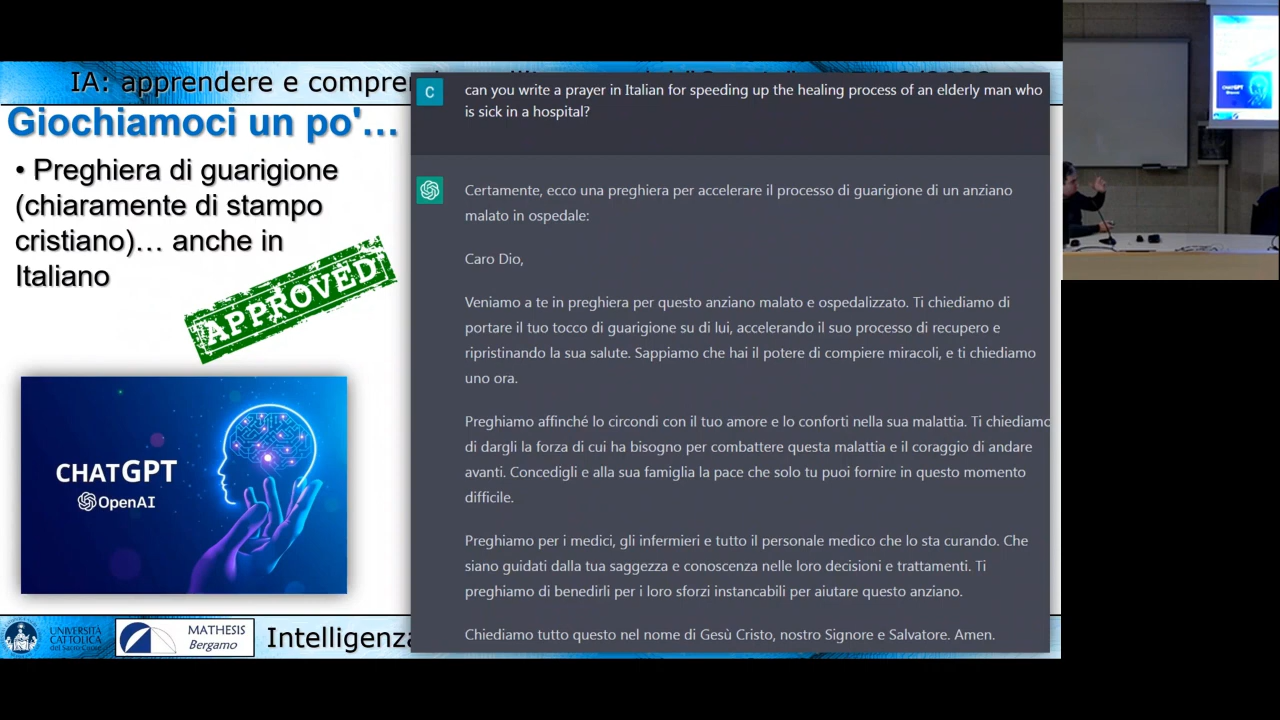 IA: apprendere e compren
Giochiamoci un po'...
• Preghiera di guarigione
(chiaramente di stampo
cristiano)... anche in
Italiano
APPROVED
CHATGPT
OpenAI
C
can you write a prayer in Italian for speeding up the healing process of an elderly man who
is sick in a hospital?
Certamente, ecco una preghiera per accelerare il processo di guarigione di un anziano
malato in ospedale:
Caro Dio,
Veniamo a te in preghiera per questo anziano malato e ospedalizzato. Ti chiediamo di
portare il tuo tocco di guarigione su di lui, accelerando il suo processo di recupero e
ripristinando la sua salute. Sappiamo che hai il potere di compiere miracoli, e ti chiediamo
uno ora.
Preghiamo affinché lo circondi con il tuo amore e lo conforti nella sua malattia. Ti chiediamo
di dargli la forza di cui ha bisogno per combattere questa malattia e il coraggio di andare
avanti. Concedigli e alla sua famiglia la pace che solo tu puoi fornire in questo momento
difficile.
Preghiamo per i medici, gli infermieri e tutto il personale medico che lo sta curando. Che
siano guidati dalla tua saggezza e conoscenza nelle loro decisioni e trattamenti. Ti
preghiamo di benedirli per i loro sforzi instancabili per aiutare questo anziano.
Chiediamo tutto questo nel nome di Gesù Cristo, nostro Signore e Salvatore. Amen.
UNIVERSITÀ
CATTOLICA
del Sacro Cuore
MATHESIS
Bergamo
Intelligenza